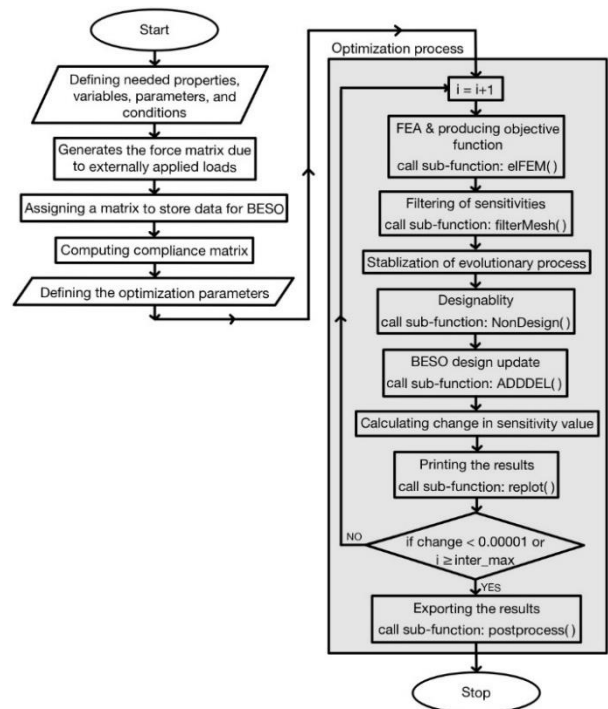 Start
Defining needed properties,
variables, parameters, and
conditions
Generates the force matrix due
to externally applied loads
Assigning a matrix to store data for BESO
Computing compliance matrix
Defining the optimization parameters
Optimization process
i = i+1
FEA & producing objective
function
call sub-function: elFEM()
Filtering of sensitivities
call sub-function: filterMesh()
Stablization of evolutionary process
Designablity
call sub-function: NonDesign()
BESO design update
call sub-function: ADDDEL()
Calculating change in sensitivity value
Printing the results
call sub-function: replot()
if change < 0.00001 or
i ≥inter_max
NO
YES
Exporting the results
call sub-function: postprocess()
Stop